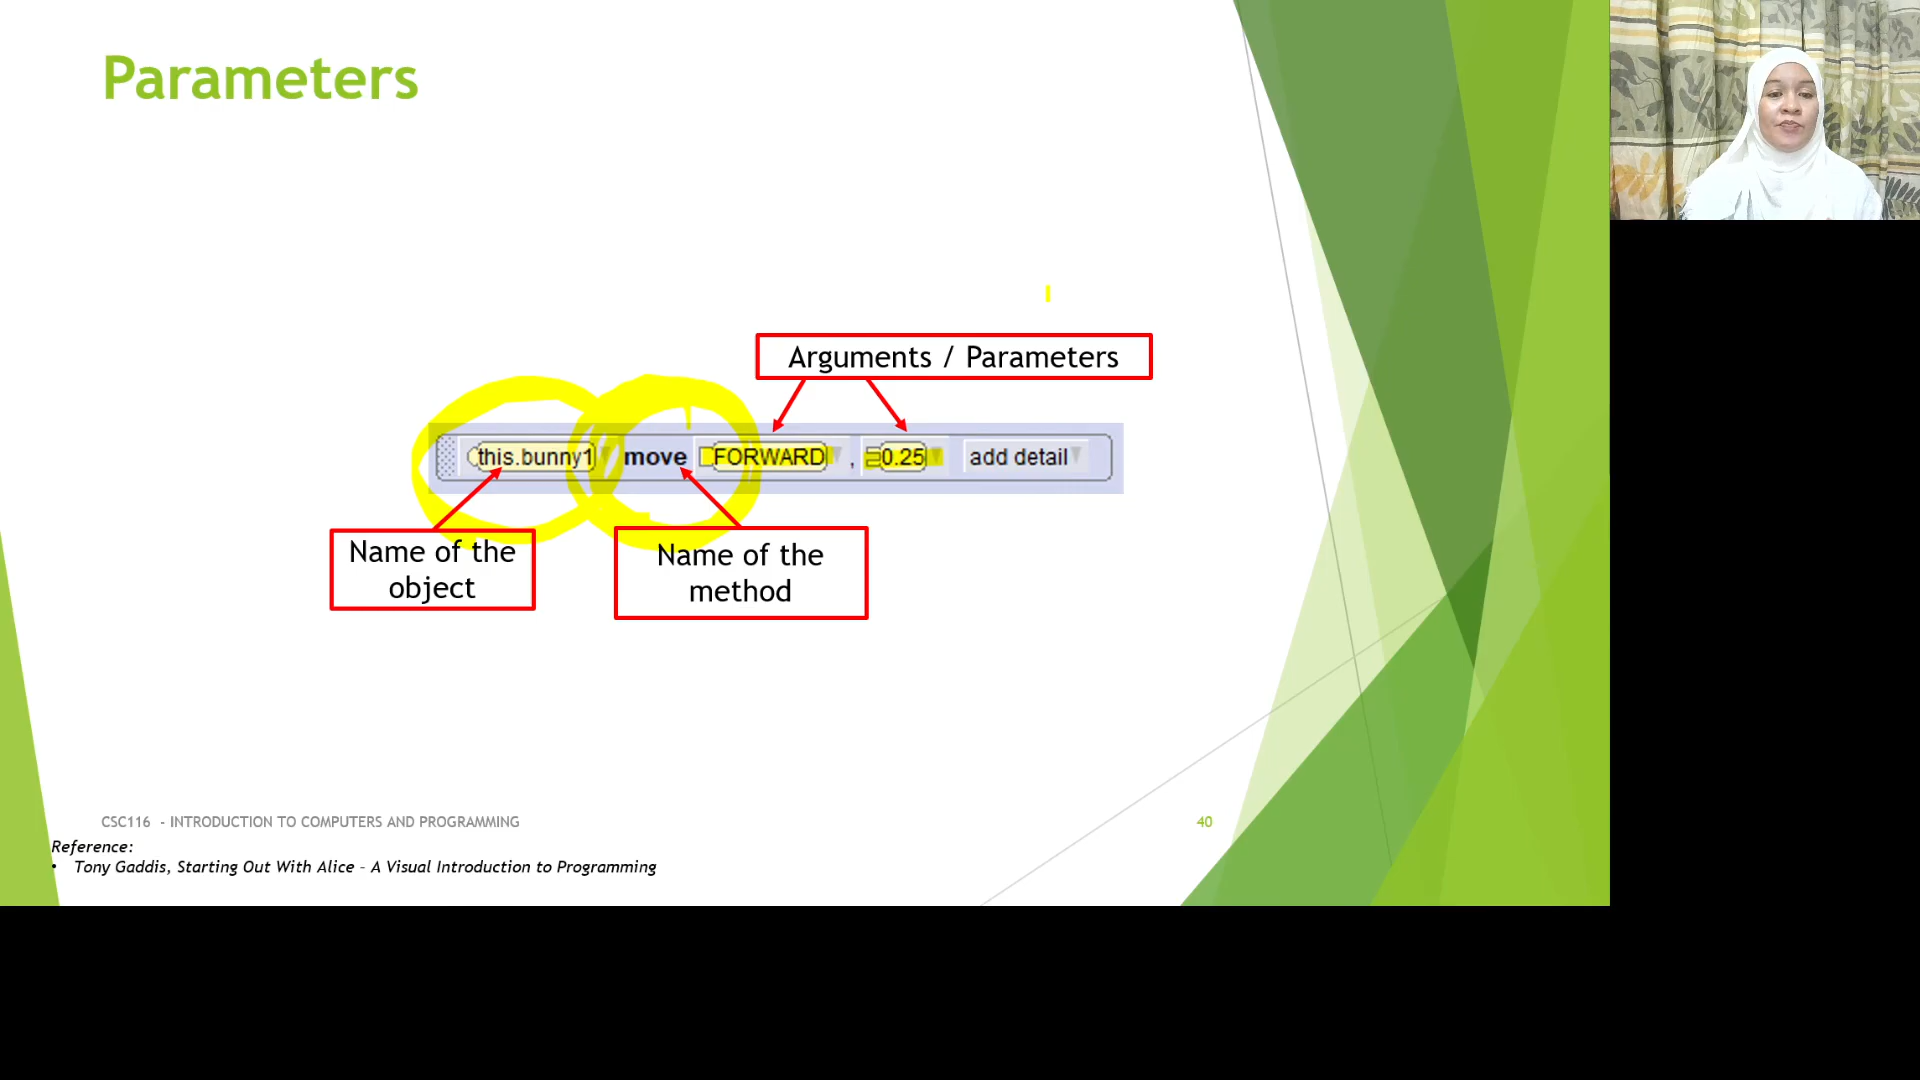 Parameters
Arguments / Parameters
this.bunny1 move FORWARD , 0.25 add detail
Name of the
object
Name of the
method
CSC116 - INTRODUCTION TO COMPUTERS AND PROGRAMMING
40
Reference:
• Tony Gaddis, Starting Out With Alice – A Visual Introduction to Programming